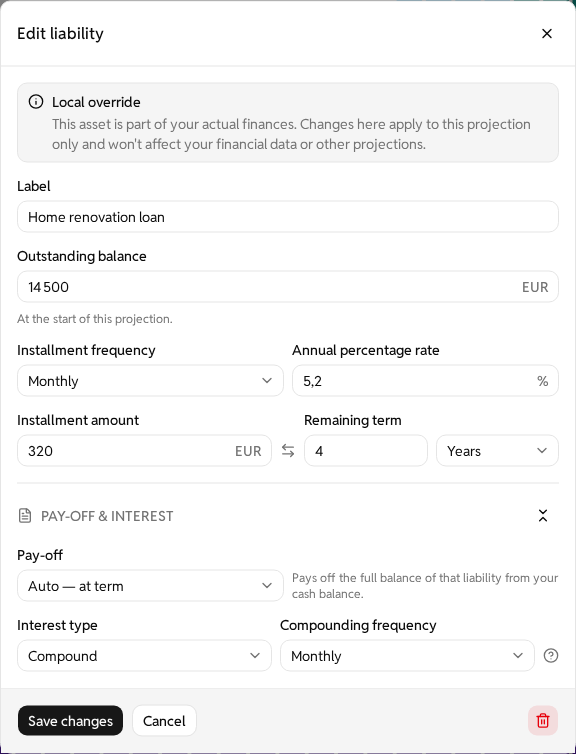 Edit liability
Local override
This asset is part of your actual finances. Changes here apply to this projection
only and won't affect your financial data or other projections.
Label
Home renovation loan
Outstanding balance
14 500 EUR
At the start of this projection.
Installment frequency Annual percentage rate
Monthly 5,2 %
Installment amount Remaining term
320 EUR 4 Years
PAY-OFF & INTEREST
Pay-off
Auto — at term
Pays off the full balance of that liability from your
cash balance.
Interest type Compounding frequency
Compound Monthly
Save changes Cancel